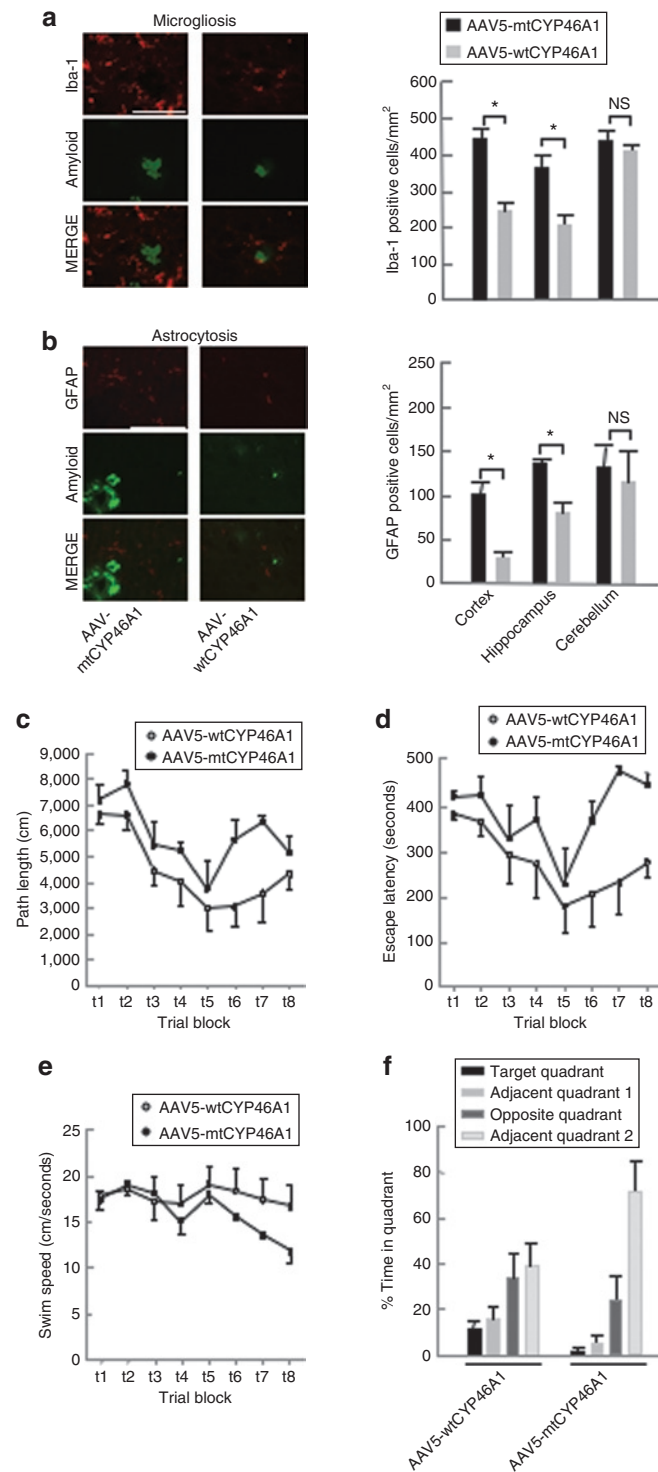 a
Microgliosis
Iba-1
Amyloid
MERGE
AAV5-mtCYP46A1
AAV5-wtCYP46A1
Iba-1 positive cells/mm²
600
500
400
300
200
100
0
*
*
NS
b
Astrocytosis
GFAP
Amyloid
MERGE
AAV-
mtCYP46A1
AAV-
wtCYP46A1
GFAP positive cells/mm²
250
200
150
100
50
0
*
*
NS
Cortex
Hippocampus
Cerebellum
c
AAV5-wtCYP46A1
AAV5-mtCYP46A1
Path length (cm)
9,000
8,000
7,000
6,000
5,000
4,000
3,000
2,000
1,000
0
t1 t2 t3 t4 t5 t6 t7 t8
Trial block
d
AAV5-wtCYP46A1
AAV5-mtCYP46A1
Escape latency (seconds)
500
400
300
200
100
0
t1 t2 t3 t4 t5 t6 t7 t8
Trial block
e
AAV5-wtCYP46A1
AAV5-mtCYP46A1
Swim speed (cm/seconds)
25
20
15
10
5
0
t1 t2 t3 t4 t5 t6 t7 t8
Trial block
f
Target quadrant
Adjacent quadrant 1
Opposite quadrant
Adjacent quadrant 2
% Time in quadrant
100
80
60
40
20
0
AAV5-wtCYP46A1
AAV5-mtCYP46A1